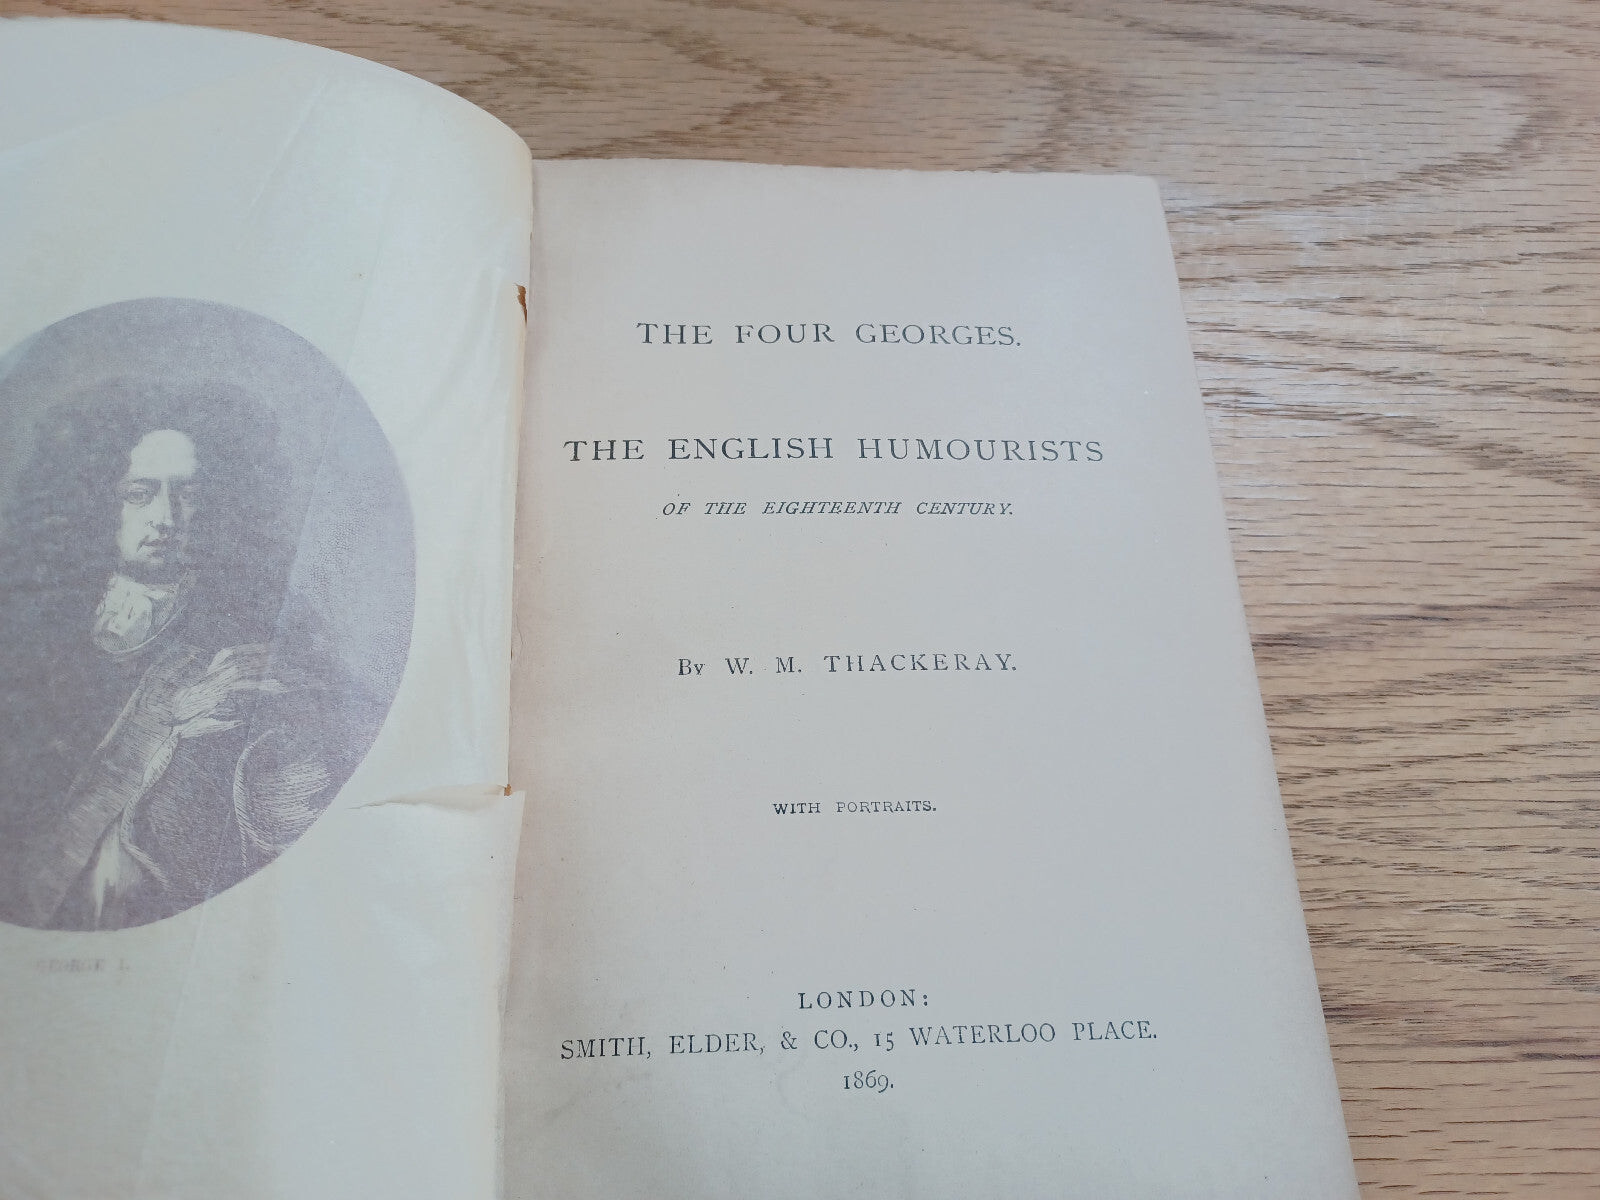 GEORGE I.
THE FOUR GEORGES.
THE ENGLISH HUMOURISTS
OF THE EIGHTEENTH CENTURY.
By W. M. THACKERAY.
WITH PORTRAITS.
LONDON:
SMITH, ELDER, & CO., 15 WATERLOO PLACE.
1869.